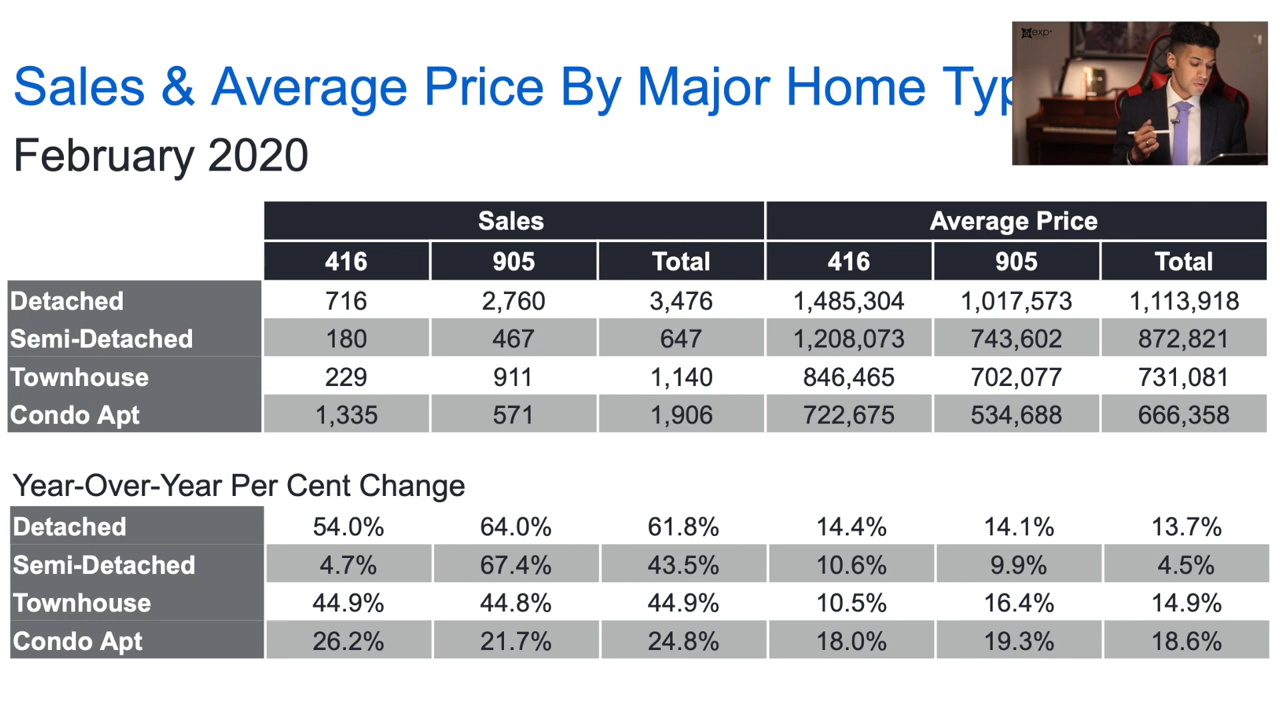 Sales & Average Price By Major Home Typ
exp
February 2020
Sales Average Price
416 905 Total 416 905 Total
Detached 716 2,760 3,476 1,485,304 1,017,573 1,113,918
Semi-Detached 180 467 647 1,208,073 743,602 872,821
Townhouse 229 911 1,140 846,465 702,077 731,081
Condo Apt 1,335 571 1,906 722,675 534,688 666,358
Year-Over-Year Per Cent Change
Detached 54.0% 64.0% 61.8% 14.4% 14.1% 13.7%
Semi-Detached 4.7% 67.4% 43.5% 10.6% 9.9% 4.5%
Townhouse 44.9% 44.8% 44.9% 10.5% 16.4% 14.9%
Condo Apt 26.2% 21.7% 24.8% 18.0% 19.3% 18.6%